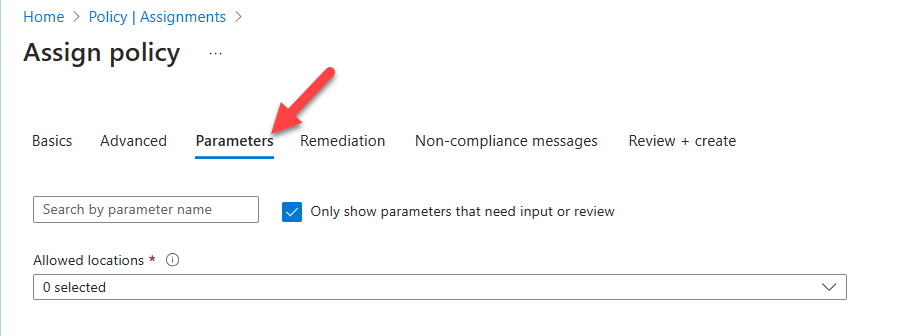 Home > Policy | Assignments >
Assign policy ...
Basics Advanced Parameters Remediation Non-compliance messages Review + create
Search by parameter name Only show parameters that need input or review
Allowed locations *
0 selected